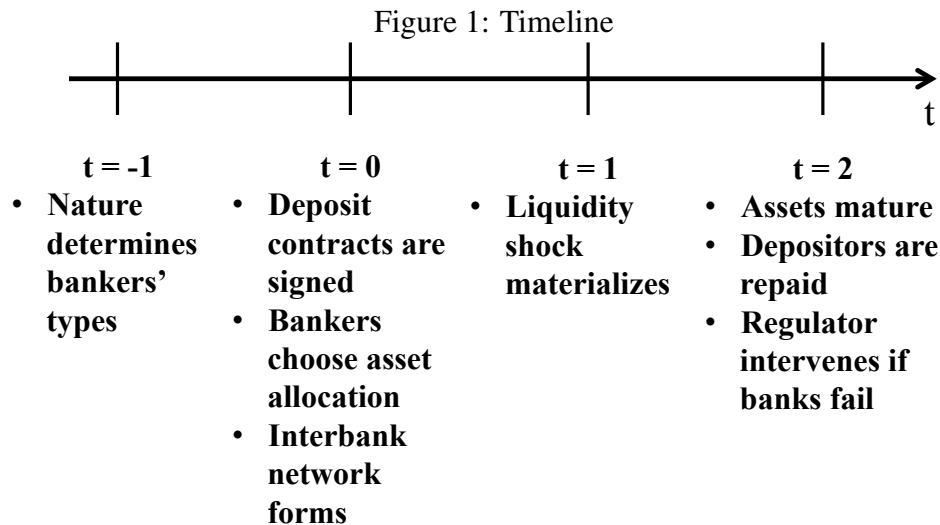 Figure 1: Timeline
t
t = -1
• Nature
determines
bankers’
types
t = 0
• Deposit
contracts are
signed
• Bankers
choose asset
allocation
• Interbank
network
forms
t = 1
• Liquidity
shock
materializes
t = 2
• Assets mature
• Depositors are
repaid
• Regulator
intervenes if
banks fail